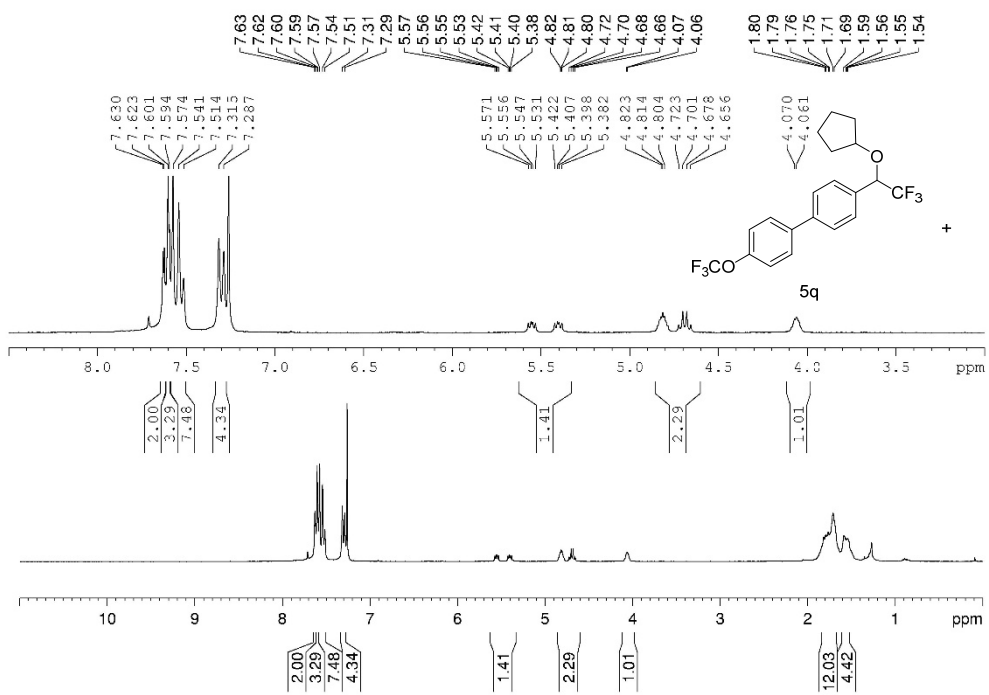 7.63 7.62 7.60 7.59 7.57 7.54 7.51 7.31 7.29 5.57 5.56 5.55 5.53 5.42 5.41 5.40 5.38 4.82 4.81 4.80 4.72 4.70 4.68 4.66 4.07 4.06 1.80 1.79 1.76 1.75 1.71 1.69 1.59 1.56 1.55 1.54
7.630 7.623 7.601 7.594 7.574 7.541 7.514 7.315 7.287 5.571 5.556 5.547 5.531 5.422 5.407 5.398 5.382 4.823 4.814 4.804 4.723 4.701 4.678 4.656 4.070 4.061
O
CF3
+
F3CO
5q
8.0 7.5 7.0 6.5 6.0 5.5 5.0 4.5 4.0 3.5 ppm
2.00 3.29 7.48 4.34 1.41 2.29 1.01
10 9 8 7 6 5 4 3 2 1 ppm
2.00 3.29 7.48 4.34 1.41 2.29 1.01 12.03 4.42